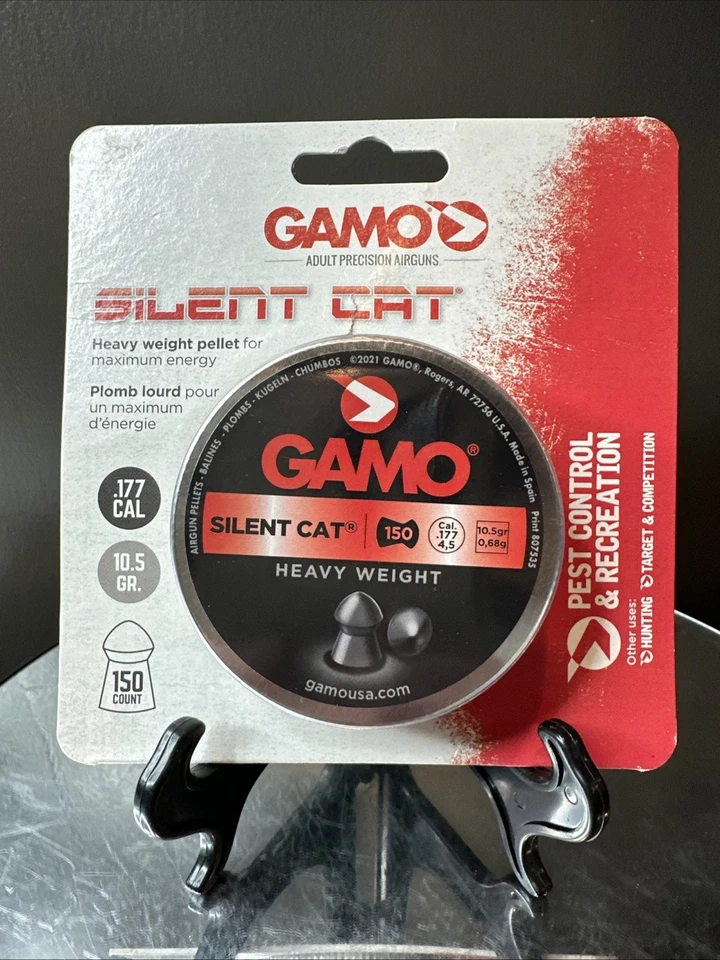 GAMO®
ADULT PRECISION AIRGUNS
SILENT CAT®
Heavy weight pellet for
maximum energy
Plomb lourd pour
un maximum
d'énergie
.177
CAL
10.5
GR.
150
COUNT
AIRGUN PELLETS - BALINES - PLOMBS - KUGELN - CHUMBOS ©2021 GAMO®, Rogers, AR 72756 U.S.A. Made in Spain Print 807535
GAMO®
SILENT CAT®
150
Cal.
.177
4,5
10.5gr
0,68g
HEAVY WEIGHT
gamousa.com
PEST CONTROL
& RECREATION
Other uses:
HUNTING TARGET & COMPETITION